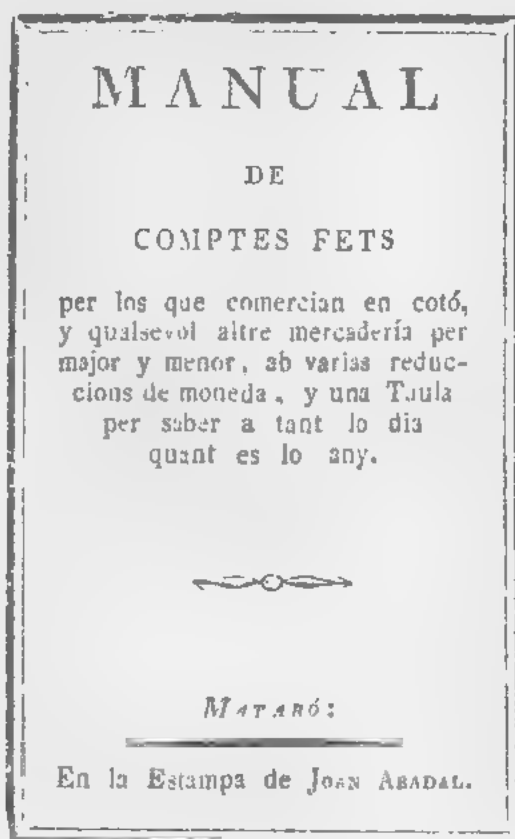 MANUAL
DE
COMPTES FETS
per los que comercian en cotó,
y qualsevol altre mercadería per
major y menor, ab varias reduc-
cions de moneda, y una Taula
per saber a tant lo dia
quant es lo any.
MATARÓ:
En la Estampa de JOAN ABADAL.